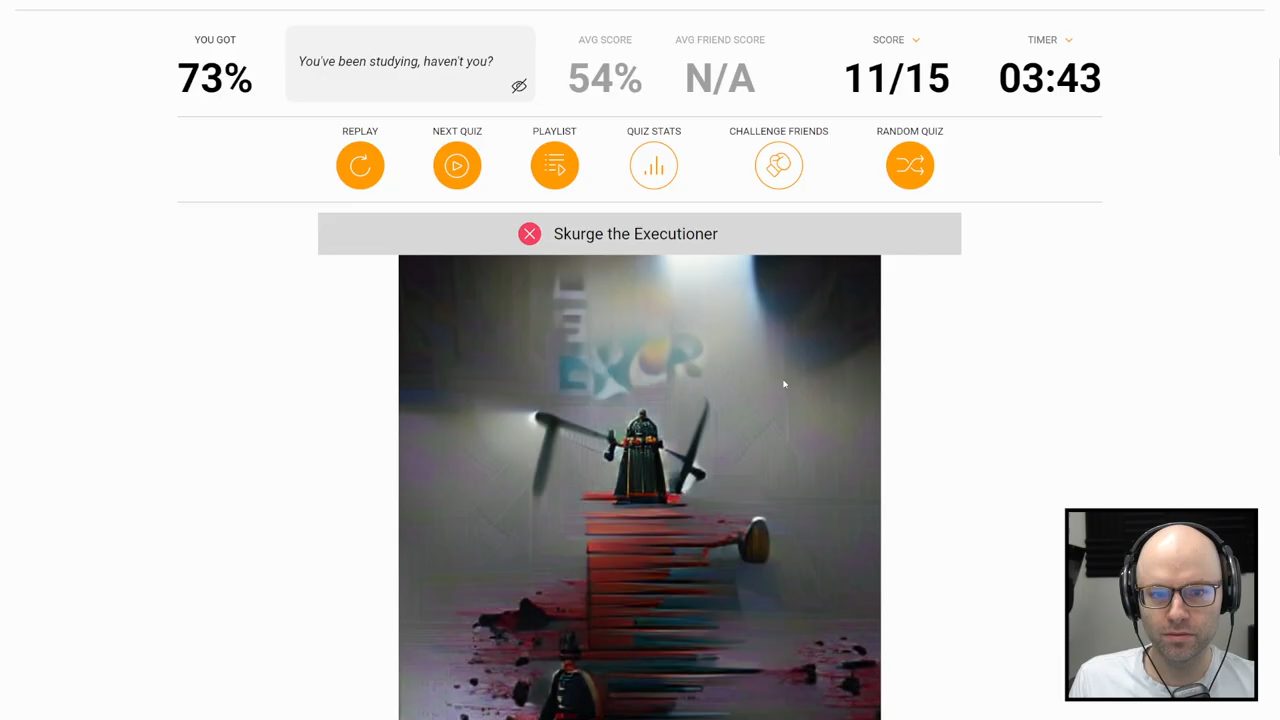 YOU GOT
73%
You've been studying, haven't you?
AVG SCORE
54%
AVG FRIEND SCORE
N/A
SCORE
11/15
TIMER
03:43
REPLAY
NEXT QUIZ
PLAYLIST
QUIZ STATS
CHALLENGE FRIENDS
RANDOM QUIZ
Skurge the Executioner